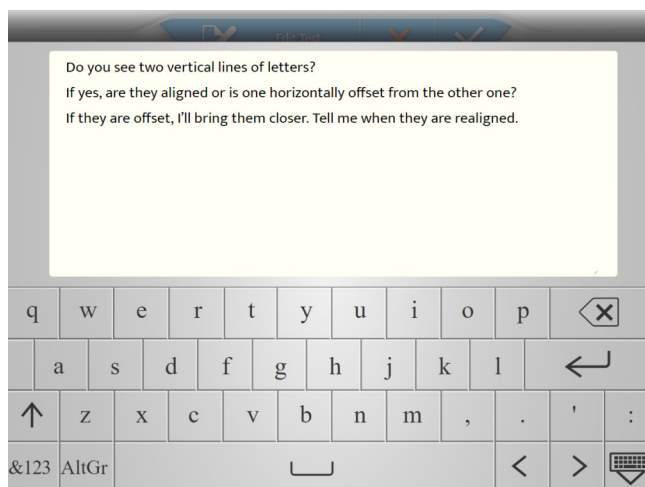 Edit Test
Do you see two vertical lines of letters?
If yes, are they aligned or is one horizontally offset from the other one?
If they are offset, I’ll bring them closer. Tell me when they are realigned.
q w e r t y u i o p
a s d f g h j k l
z x c v b n m , . ' :
&123 AltGr < >